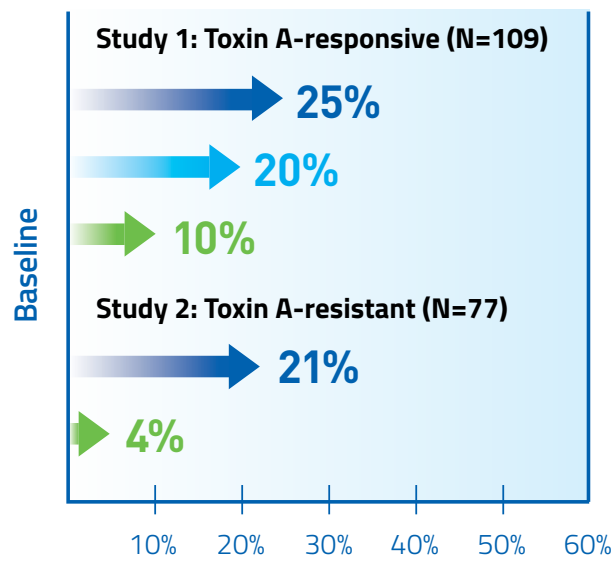 Study 1: Toxin A-responsive (N=109)
25%
20%
10%
Baseline
Study 2: Toxin A-resistant (N=77)
21%
4%
10% 20% 30% 40% 50% 60%